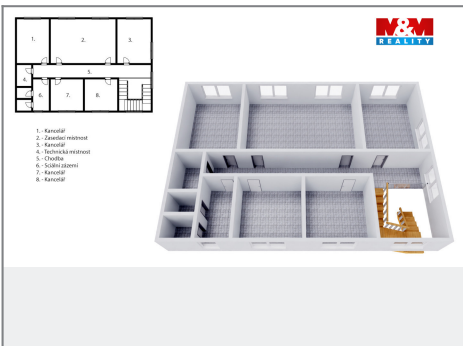 1.
2.
3.
4.
5.
6.
7.
8.
M&M
REALITY
1. - Kancelář
2. - Zasedací místnost
3. - Kancelář
4. - Technická místnost
5. - Chodba
6. - Sciální zázemí
7. - Kancelář
8. - Kancelář